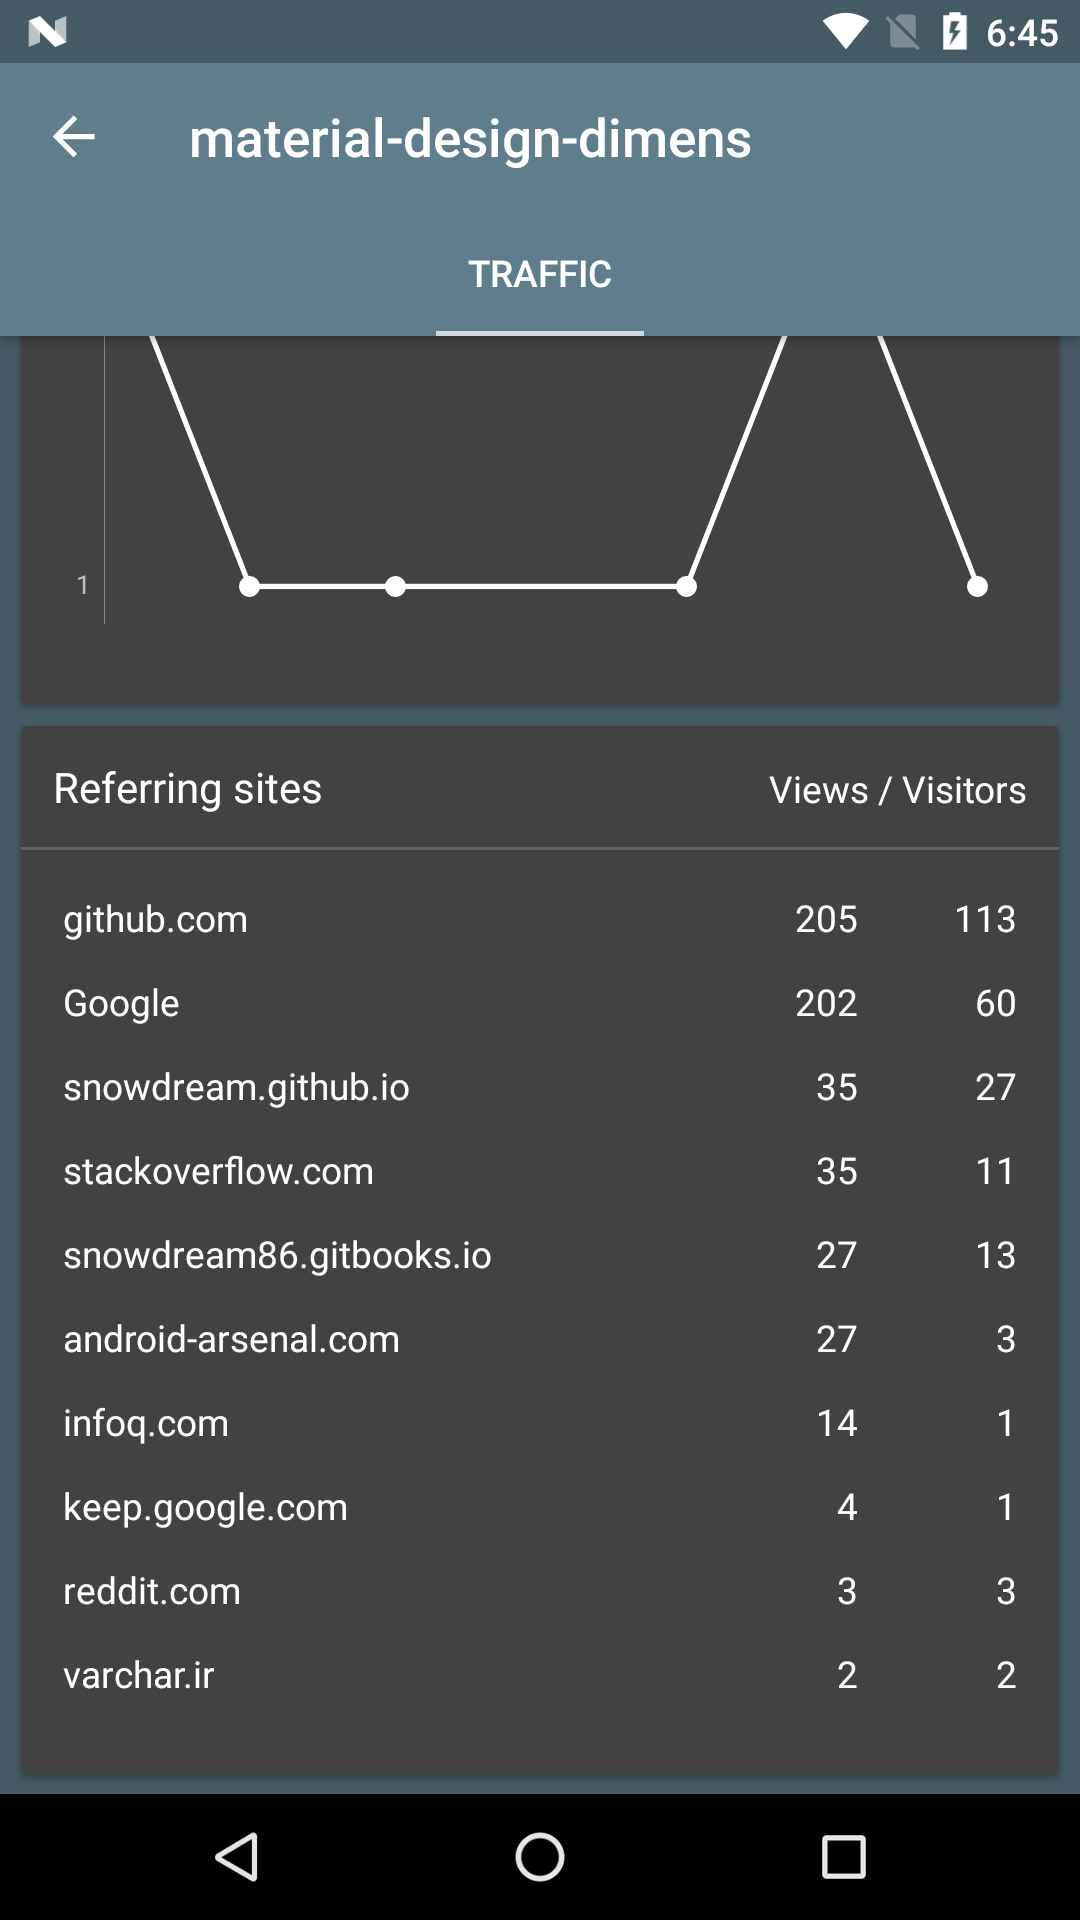 6:45
material-design-dimens
TRAFFIC
1
Referring sites Views / Visitors
github.com 205 113
Google 202 60
snowdream.github.io 35 27
stackoverflow.com 35 11
snowdream86.gitbooks.io 27 13
android-arsenal.com 27 3
infoq.com 14 1
keep.google.com 4 1
reddit.com 3 3
varchar.ir 2 2